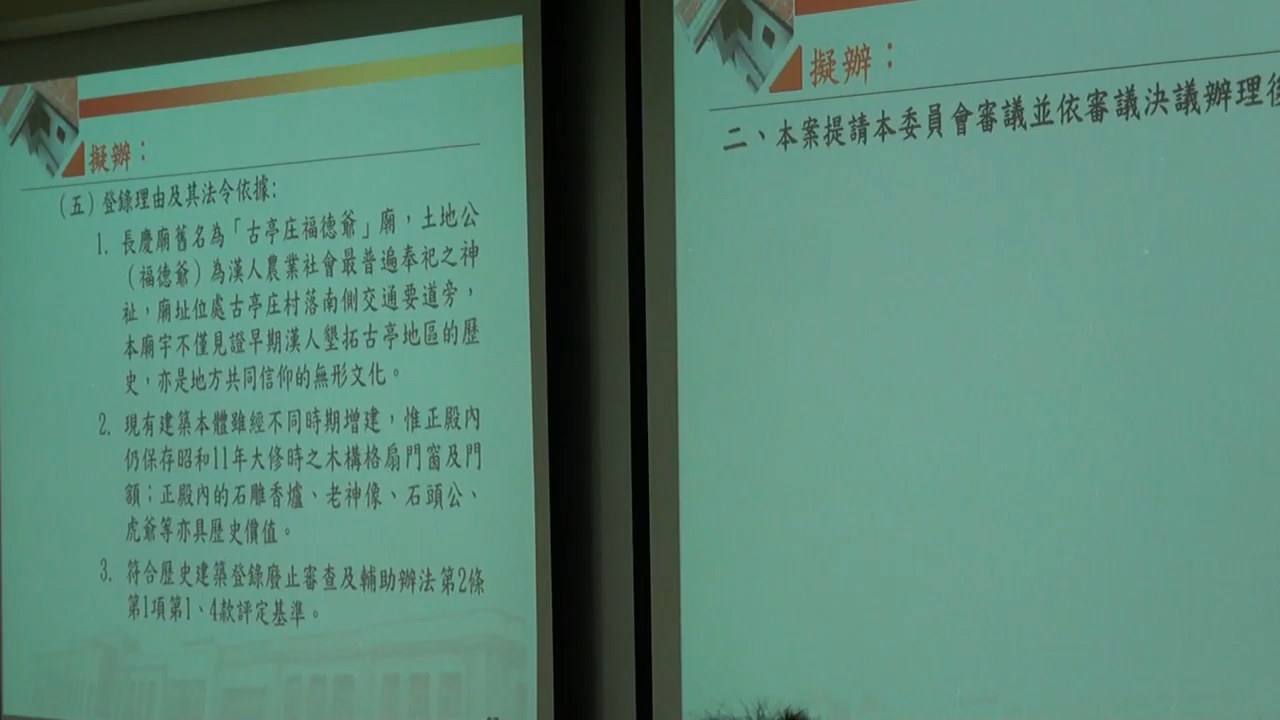 擬辦：
（五）登錄理由及其法令依據:
1. 長慶廟舊名為「古亭庄福德爺」廟，土地公
（福德爺）為漢人農業社會最普遍奉祀之神
祉，廟址位處古亭庄村落南側交通要道旁，
本廟宇不僅見證早期漢人墾拓古亭地區的歷
史，亦是地方共同信仰的無形文化。
2. 現有建築本體雖經不同時期增建，惟正殿內
仍保存昭和11年大修時之木構格扇門窗及門
額；正殿內的石雕香爐、老神像、石頭公、
虎爺等亦具歷史價值。
3. 符合歷史建築登錄廢止審查及輔助辦法第2條
第1項第1、4款評定基準。
擬辦：
二、本案提請本委員會審議並依審議決議辦理後